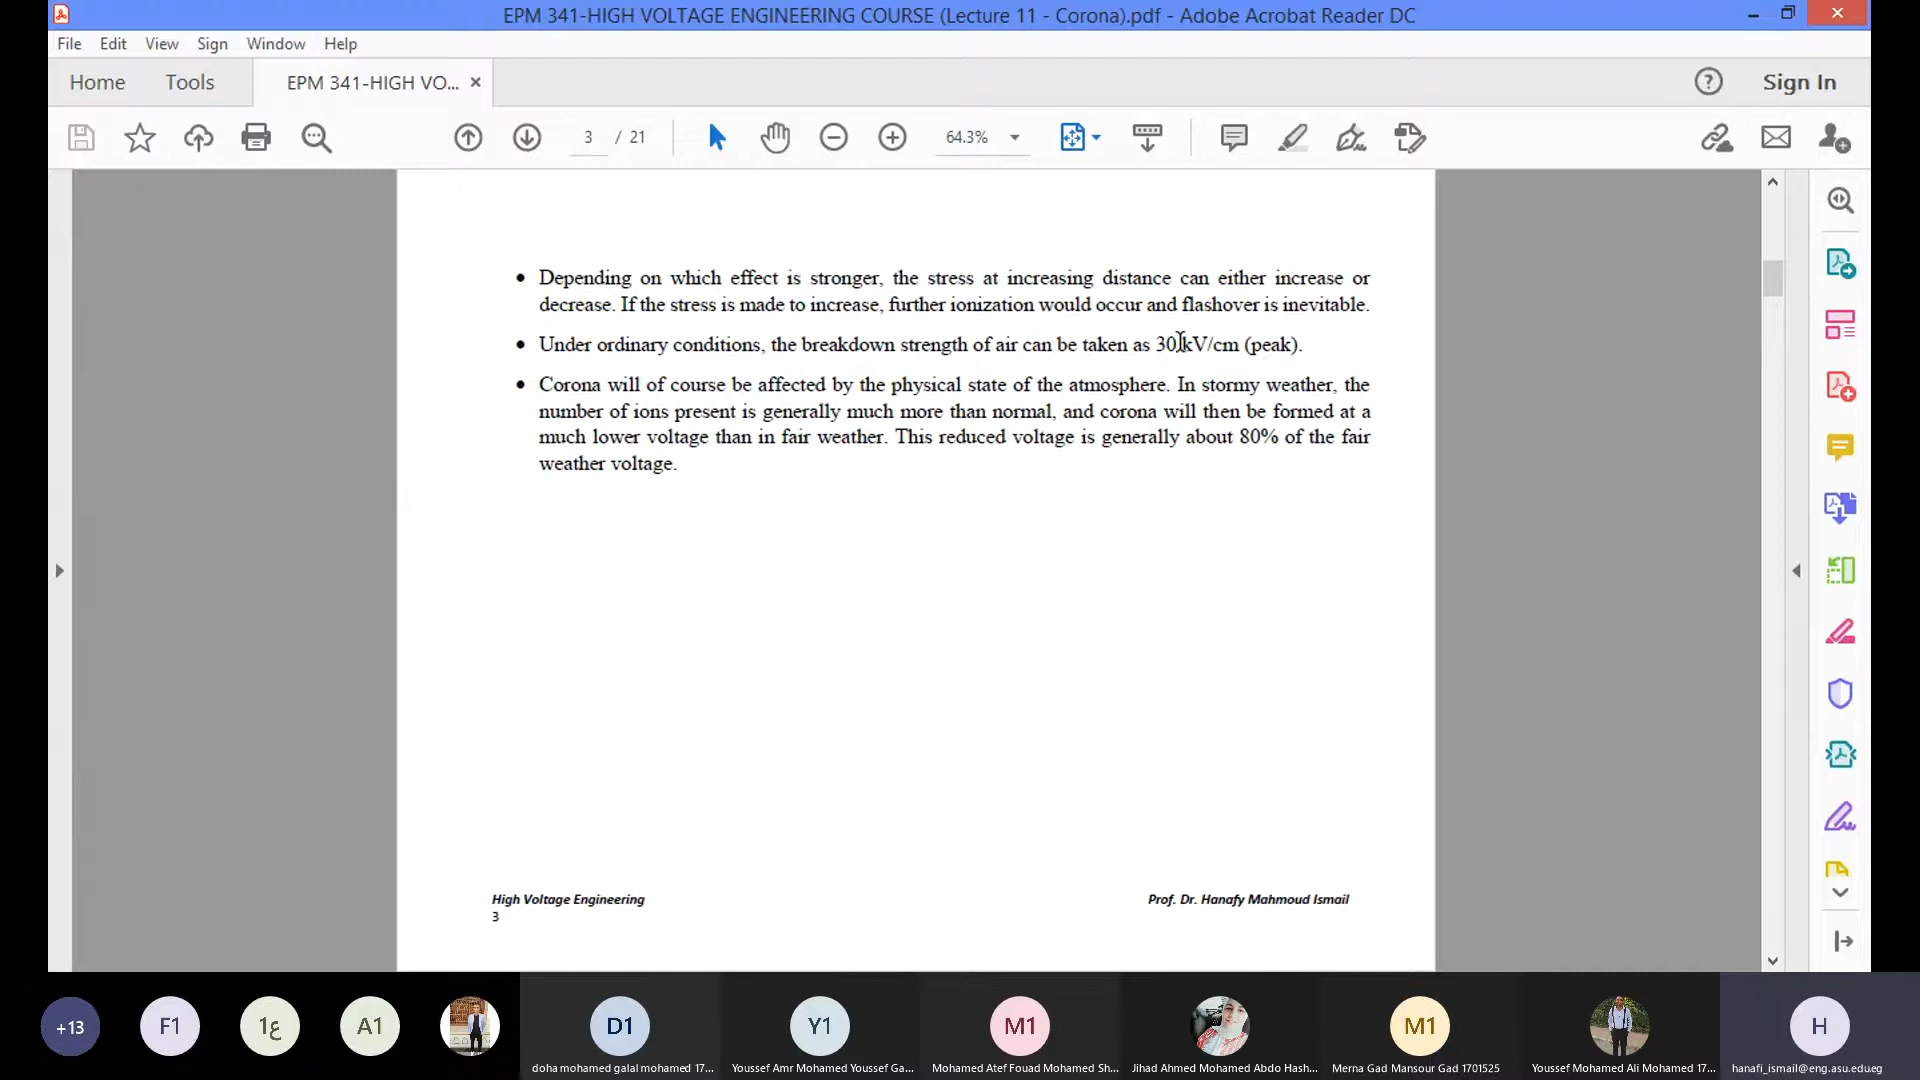 EPM 341-HIGH VOLTAGE ENGINEERING COURSE (Lecture 11 - Corona).pdf - Adobe Acrobat Reader DC
File Edit View Sign Window Help
Home Tools EPM 341-HIGH VO... Sign In
3 / 21 64.3%
• Depending on which effect is stronger, the stress at increasing distance can either increase or
decrease. If the stress is made to increase, further ionization would occur and flashover is inevitable.
• Under ordinary conditions, the breakdown strength of air can be taken as 30 kV/cm (peak).
• Corona will of course be affected by the physical state of the atmosphere. In stormy weather, the
number of ions present is generally much more than normal, and corona will then be formed at a
much lower voltage than in fair weather. This reduced voltage is generally about 80% of the fair
weather voltage.
High Voltage Engineering Prof. Dr. Hanafy Mahmoud Ismail
3
+13 F1 ع1 A1 D1 Y1 M1 M1 H
doha mohamed galal mohamed 17... Youssef Amr Mohamed Youssef Ga... Mohamed Atef Fouad Mohamed Sh... Jihad Ahmed Mohamed Abdo Hash... Merna Gad Mansour Gad 1701525 Youssef Mohamed Ali Mohamed 17... hanafi_ismail@eng.asu.edu.eg